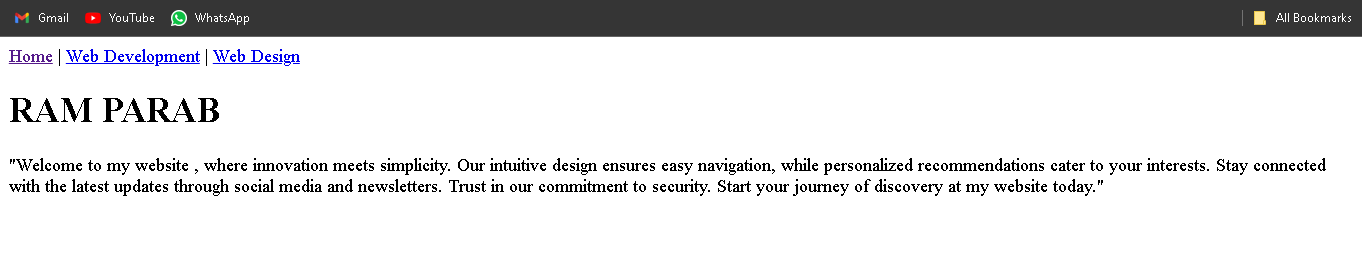 Gmail YouTube WhatsApp All Bookmarks
Home | Web Development | Web Design
RAM PARAB
"Welcome to my website , where innovation meets simplicity. Our intuitive design ensures easy navigation, while personalized recommendations cater to your interests. Stay connected
with the latest updates through social media and newsletters. Trust in our commitment to security. Start your journey of discovery at my website today."